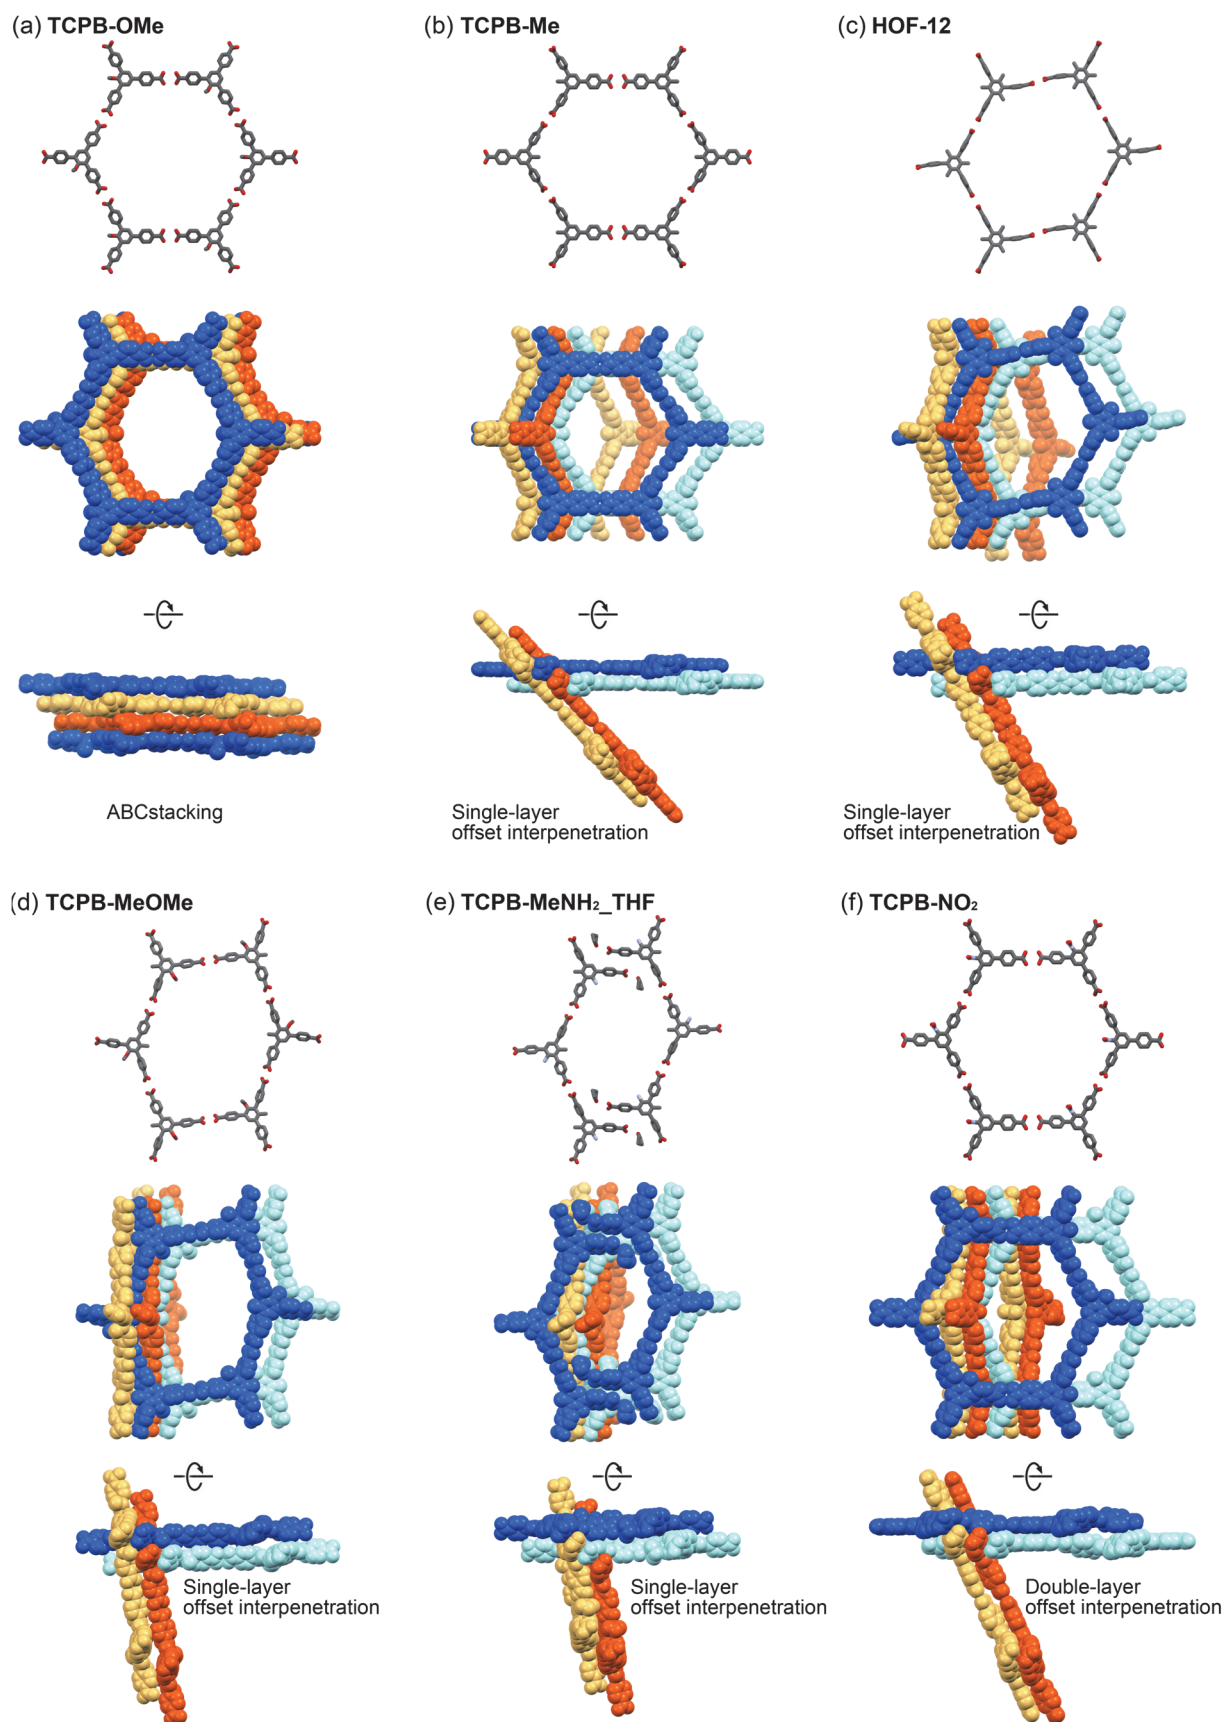 (a) TCPB-OMe
(b) TCPB-Me
(c) HOF-12
ABCstacking
Single-layer
offset interpenetration
Single-layer
offset interpenetration
(d) TCPB-MeOMe
(e) TCPB-MeNH₂_THF
(f) TCPB-NO₂
Single-layer
offset interpenetration
Single-layer
offset interpenetration
Double-layer
offset interpenetration